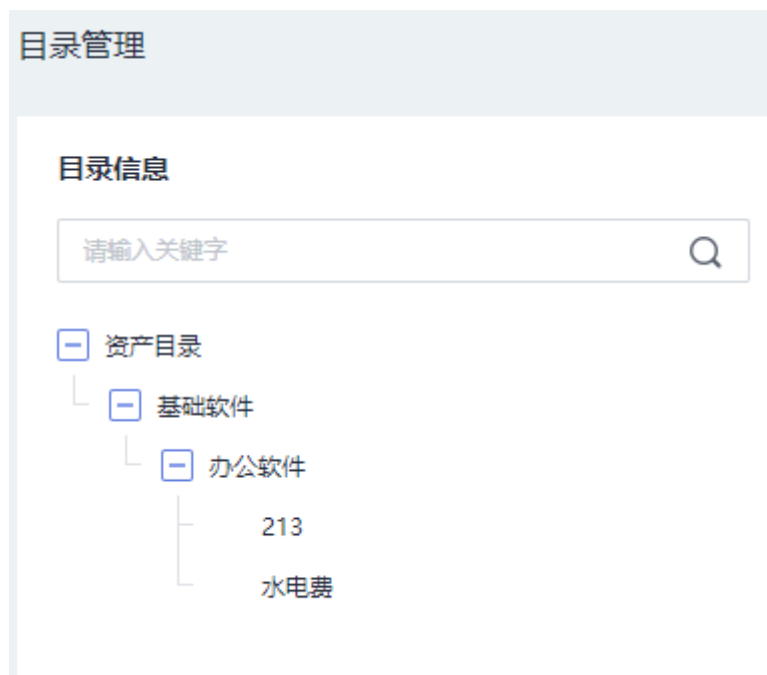 目录管理
目录信息
请输入关键字
资产目录
基础软件
办公软件
213
水电费